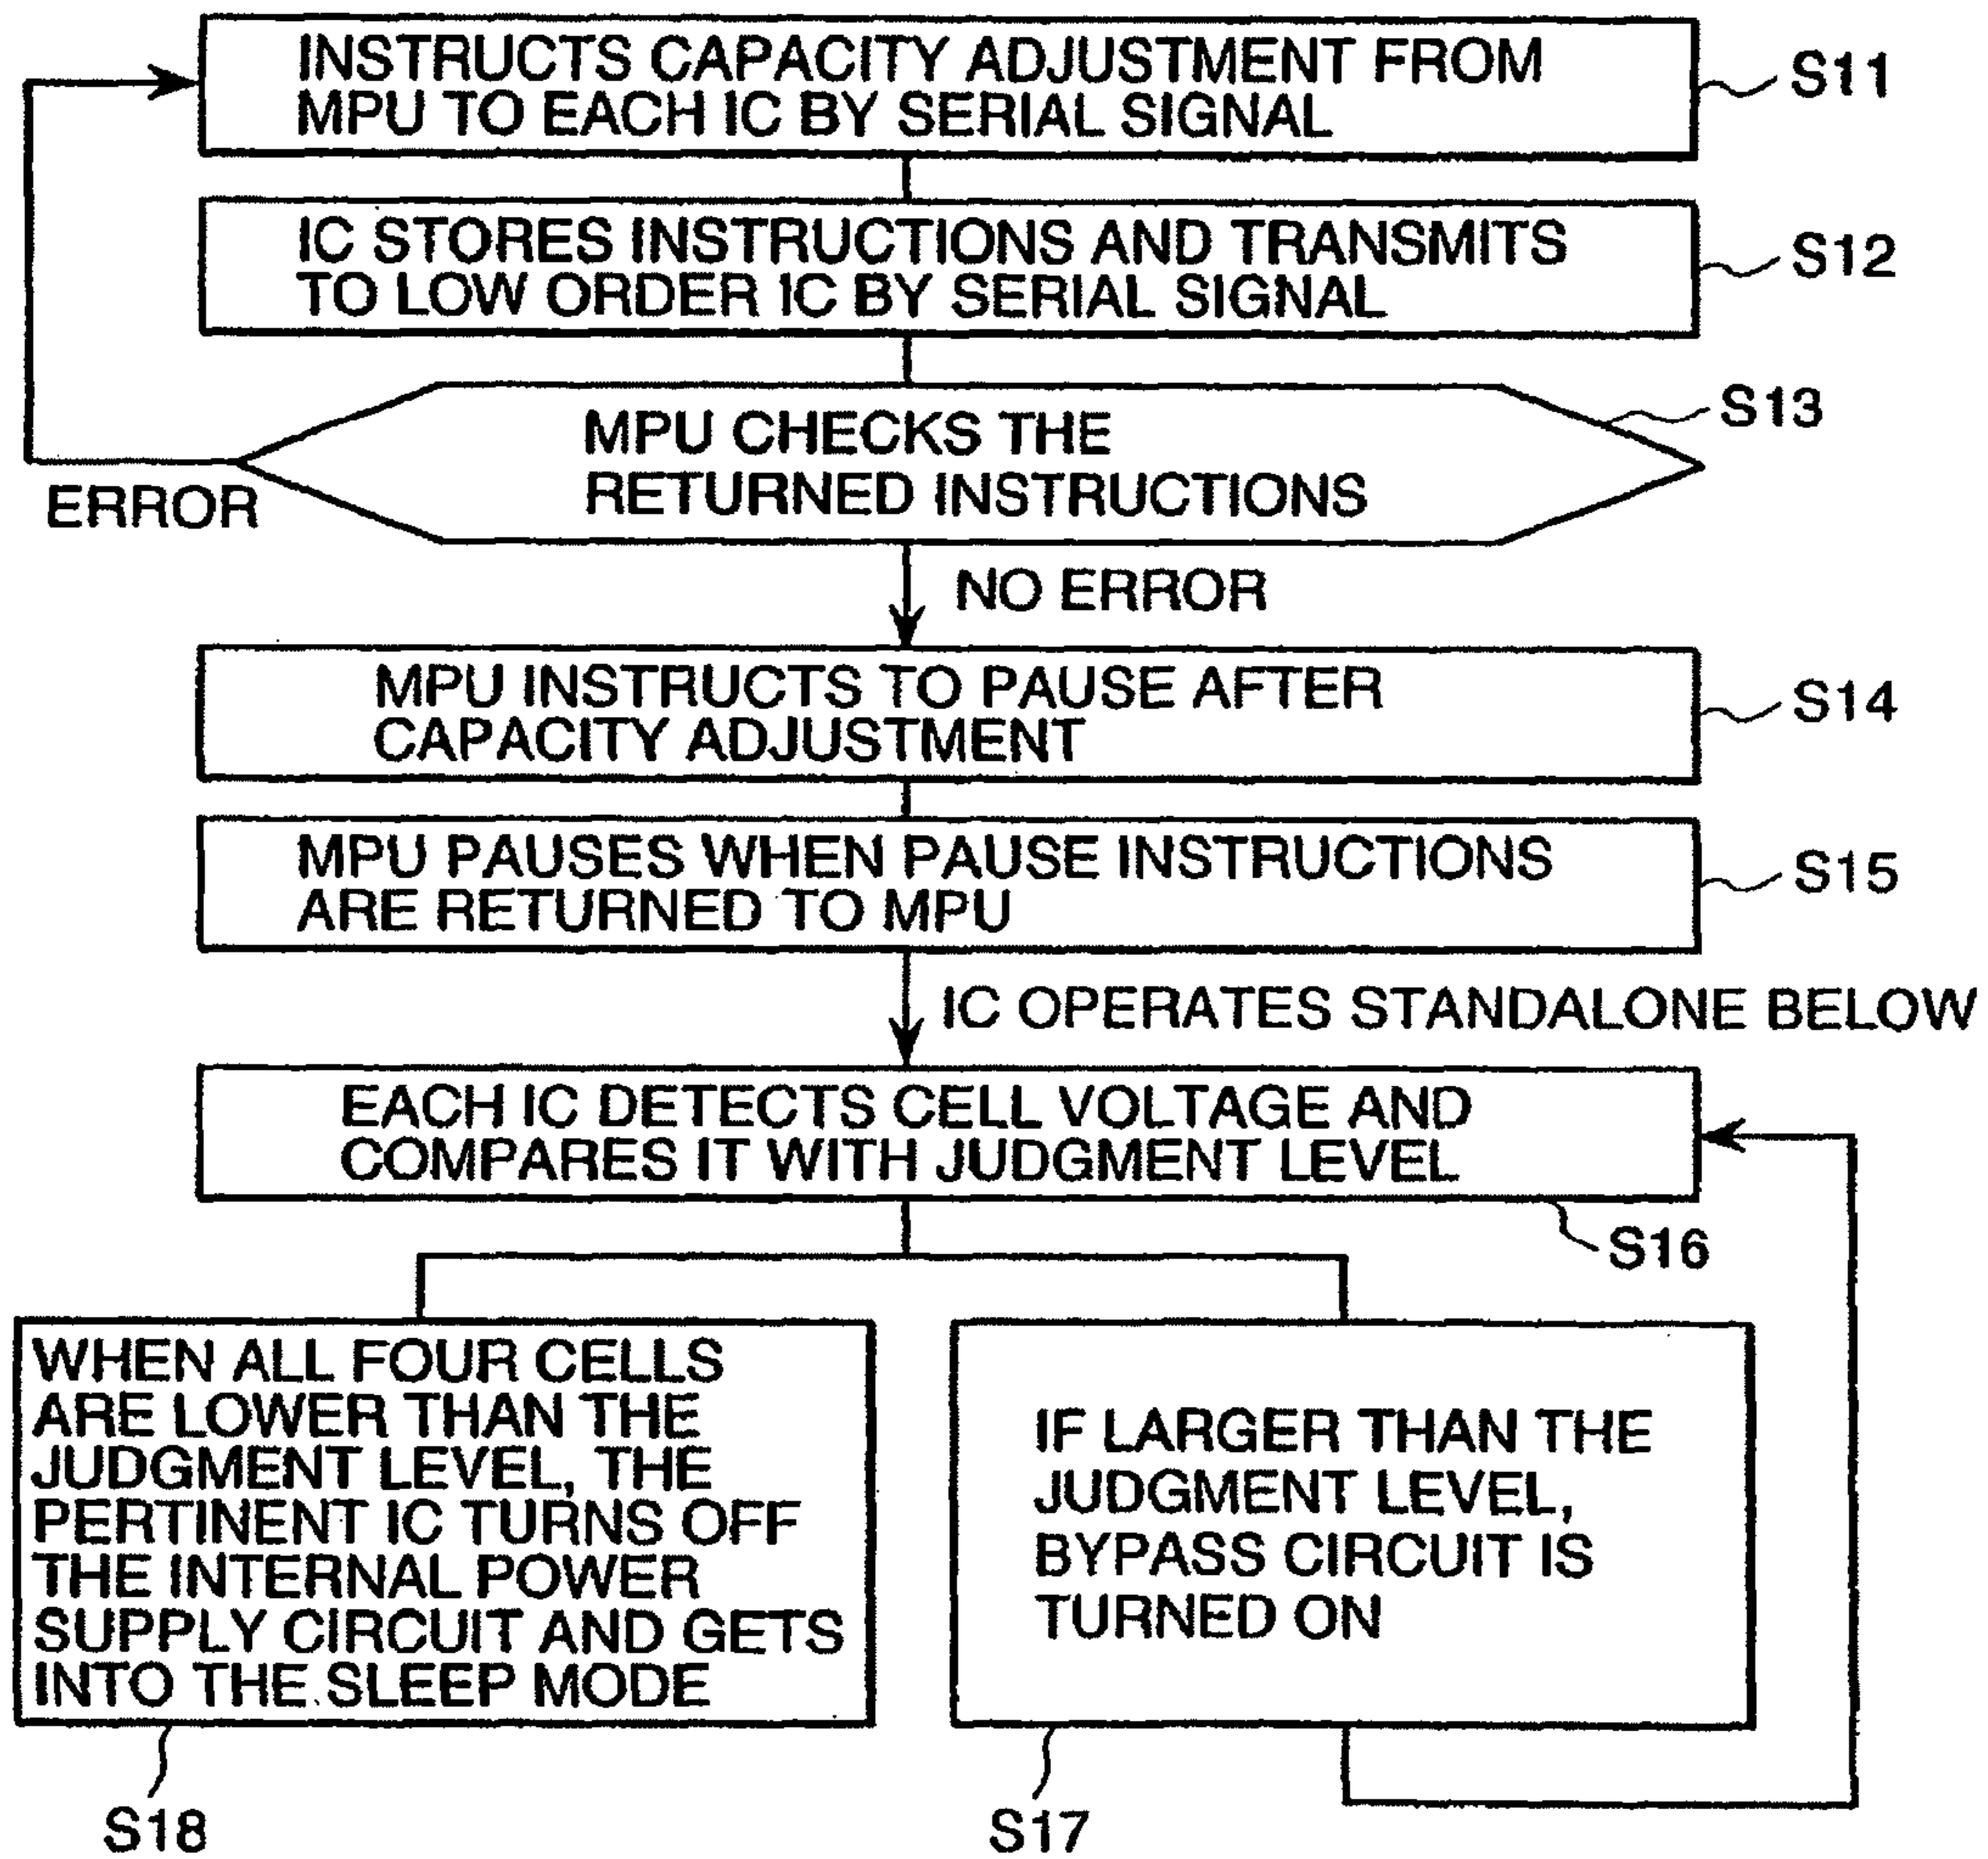 INSTRUCTS CAPACITY ADJUSTMENT FROM
MPU TO EACH IC BY SERIAL SIGNAL
S11
IC STORES INSTRUCTIONS AND TRANSMITS
TO LOW ORDER IC BY SERIAL SIGNAL
S12
MPU CHECKS THE
RETURNED INSTRUCTIONS
S13
ERROR
NO ERROR
MPU INSTRUCTS TO PAUSE AFTER
CAPACITY ADJUSTMENT
S14
MPU PAUSES WHEN PAUSE INSTRUCTIONS
ARE RETURNED TO MPU
S15
IC OPERATES STANDALONE BELOW
EACH IC DETECTS CELL VOLTAGE AND
COMPARES IT WITH JUDGMENT LEVEL
S16
WHEN ALL FOUR CELLS
ARE LOWER THAN THE
JUDGMENT LEVEL, THE
PERTINENT IC TURNS OFF
THE INTERNAL POWER
SUPPLY CIRCUIT AND GETS
INTO THE SLEEP MODE
S18
IF LARGER THAN THE
JUDGMENT LEVEL,
BYPASS CIRCUIT IS
TURNED ON
S17